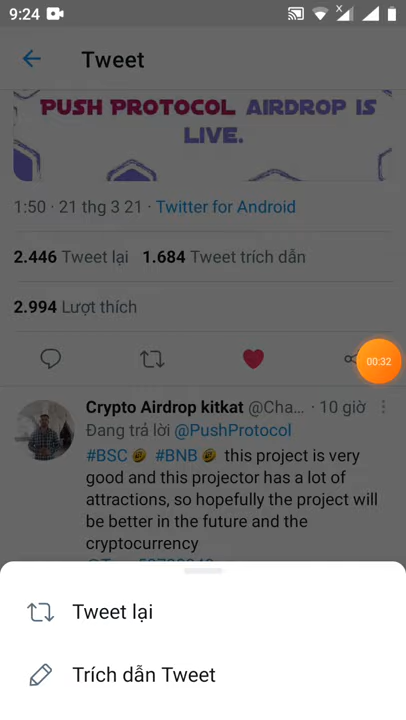 9:24
Tweet
PUSH PROTOCOL AIRDROP IS
LIVE.
1:50 · 21 thg 3 21 · Twitter for Android
2.446 Tweet lại 1.684 Tweet trích dẫn
2.994 Lượt thích
00:32
Crypto Airdrop kitkat @Cha... · 10 giờ
Đang trả lời @PushProtocol
#BSC🤣 #BNB🤣 this project is very
good and this projector has a lot of
attractions, so hopefully the project will
be better in the future and the
cryptocurrency
Tweet lại
Trích dẫn Tweet